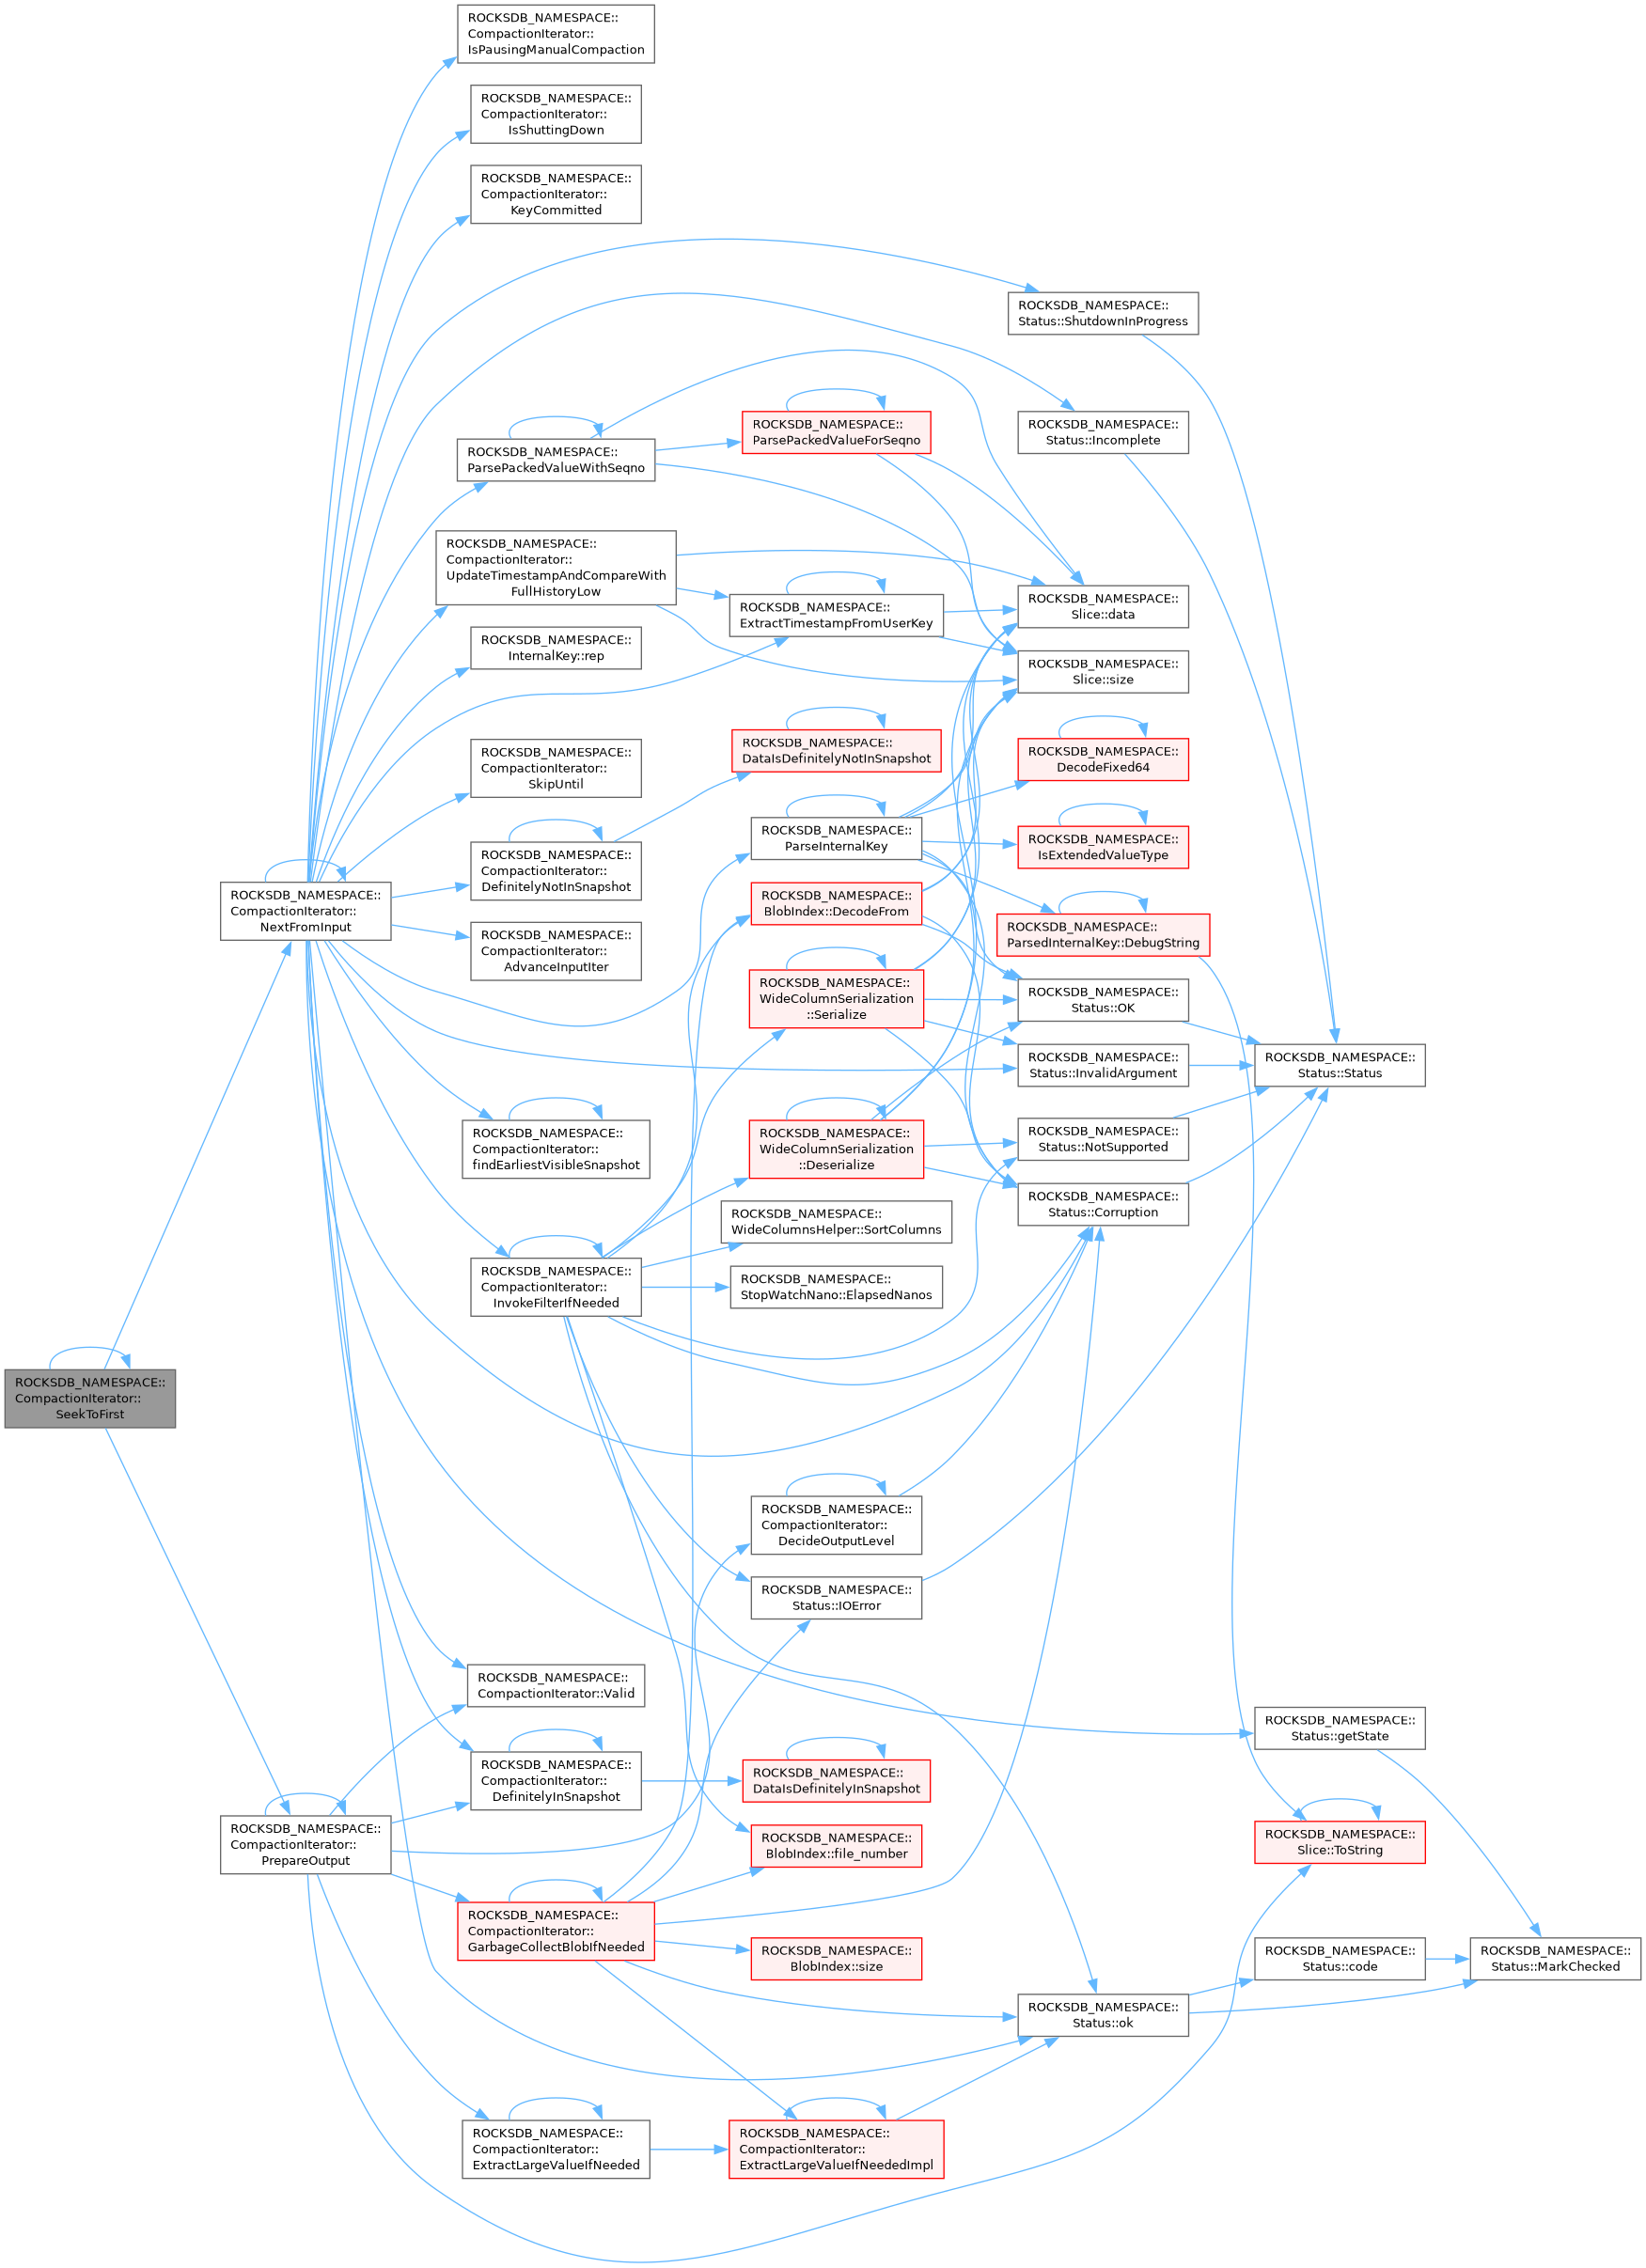 ROCKSDB_NAMESPACE::
CompactionIterator::
IsPausingManualCompaction
ROCKSDB_NAMESPACE::
CompactionIterator::
IsShuttingDown
ROCKSDB_NAMESPACE::
CompactionIterator::
KeyCommitted
ROCKSDB_NAMESPACE::
Status::ShutdownInProgress
ROCKSDB_NAMESPACE::
ParsePackedValueForSeqno
ROCKSDB_NAMESPACE::
Status::Incomplete
ROCKSDB_NAMESPACE::
ParsePackedValueWithSeqno
ROCKSDB_NAMESPACE::
CompactionIterator::
UpdateTimestampAndCompareWith
FullHistoryLow
ROCKSDB_NAMESPACE::
ExtractTimestampFromUserKey
ROCKSDB_NAMESPACE::
Slice::data
ROCKSDB_NAMESPACE::
InternalKey::rep
ROCKSDB_NAMESPACE::
Slice::size
ROCKSDB_NAMESPACE::
CompactionIterator::
SkipUntil
ROCKSDB_NAMESPACE::
DataIsDefinitelyNotInSnapshot
ROCKSDB_NAMESPACE::
DecodeFixed64
ROCKSDB_NAMESPACE::
CompactionIterator::
DefinitelyNotInSnapshot
ROCKSDB_NAMESPACE::
ParseInternalKey
ROCKSDB_NAMESPACE::
IsExtendedValueType
ROCKSDB_NAMESPACE::
CompactionIterator::
NextFromInput
ROCKSDB_NAMESPACE::
BlobIndex::DecodeFrom
ROCKSDB_NAMESPACE::
ParsedInternalKey::DebugString
ROCKSDB_NAMESPACE::
CompactionIterator::
AdvanceInputIter
ROCKSDB_NAMESPACE::
WideColumnSerialization
::Serialize
ROCKSDB_NAMESPACE::
Status::OK
ROCKSDB_NAMESPACE::
Status::InvalidArgument
ROCKSDB_NAMESPACE::
Status::Status
ROCKSDB_NAMESPACE::
CompactionIterator::
findEarliestVisibleSnapshot
ROCKSDB_NAMESPACE::
WideColumnSerialization
::Deserialize
ROCKSDB_NAMESPACE::
Status::NotSupported
ROCKSDB_NAMESPACE::
Status::Corruption
ROCKSDB_NAMESPACE::
WideColumnsHelper::SortColumns
ROCKSDB_NAMESPACE::
CompactionIterator::
InvokeFilterIfNeeded
ROCKSDB_NAMESPACE::
StopWatchNano::ElapsedNanos
ROCKSDB_NAMESPACE::
CompactionIterator::
SeekToFirst
ROCKSDB_NAMESPACE::
CompactionIterator::
DecideOutputLevel
ROCKSDB_NAMESPACE::
Status::IOError
ROCKSDB_NAMESPACE::
CompactionIterator::Valid
ROCKSDB_NAMESPACE::
Status::getState
ROCKSDB_NAMESPACE::
CompactionIterator::
DefinitelyInSnapshot
ROCKSDB_NAMESPACE::
DataIsDefinitelyInSnapshot
ROCKSDB_NAMESPACE::
CompactionIterator::
PrepareOutput
ROCKSDB_NAMESPACE::
BlobIndex::file_number
ROCKSDB_NAMESPACE::
Slice::ToString
ROCKSDB_NAMESPACE::
CompactionIterator::
GarbageCollectBlobIfNeeded
ROCKSDB_NAMESPACE::
BlobIndex::size
ROCKSDB_NAMESPACE::
Status::code
ROCKSDB_NAMESPACE::
Status::MarkChecked
ROCKSDB_NAMESPACE::
Status::ok
ROCKSDB_NAMESPACE::
CompactionIterator::
ExtractLargeValueIfNeeded
ROCKSDB_NAMESPACE::
CompactionIterator::
ExtractLargeValueIfNeededImpl